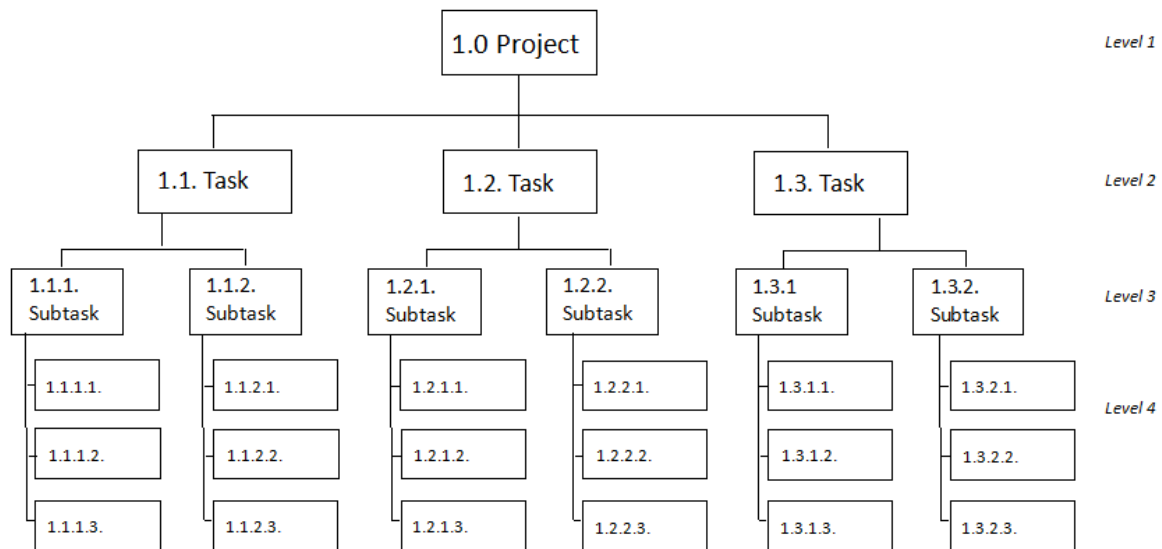 1.0 Project
Level 1
1.1. Task
1.2. Task
1.3. Task
Level 2
1.1.1.
Subtask
1.1.2.
Subtask
1.2.1.
Subtask
1.2.2.
Subtask
1.3.1
Subtask
1.3.2.
Subtask
Level 3
1.1.1.1.
1.1.2.1.
1.2.1.1.
1.2.2.1.
1.3.1.1.
1.3.2.1.
Level 4
1.1.1.2.
1.1.2.2.
1.2.1.2.
1.2.2.2.
1.3.1.2.
1.3.2.2.
1.1.1.3.
1.1.2.3.
1.2.1.3.
1.2.2.3.
1.3.1.3.
1.3.2.3.